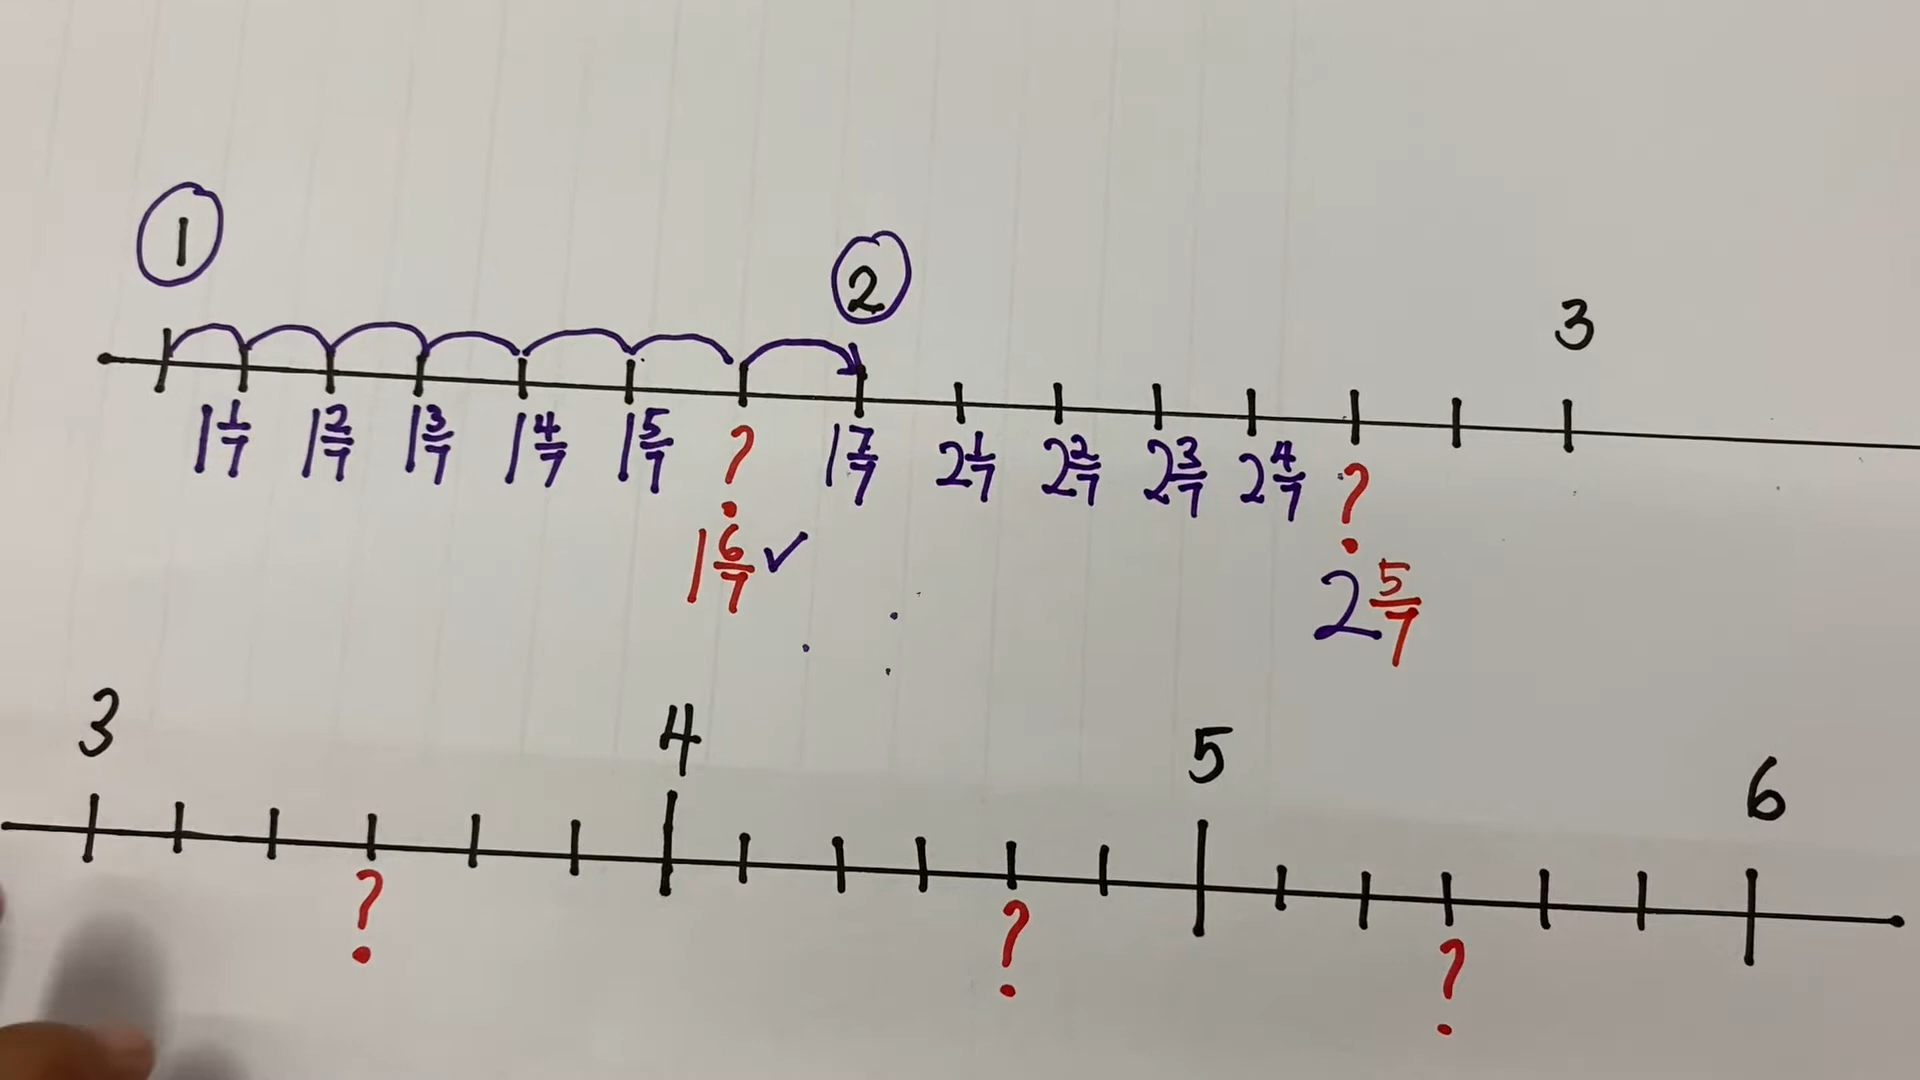 1 2 3
1 1/7 1 2/7 1 3/7 1 4/7 1 5/7 ? 1 7/7 2 1/7 2 2/7 2 3/7 2 4/7 ?
1 6/7 ✓ 2 5/7
3 4 5 6
? ? ?